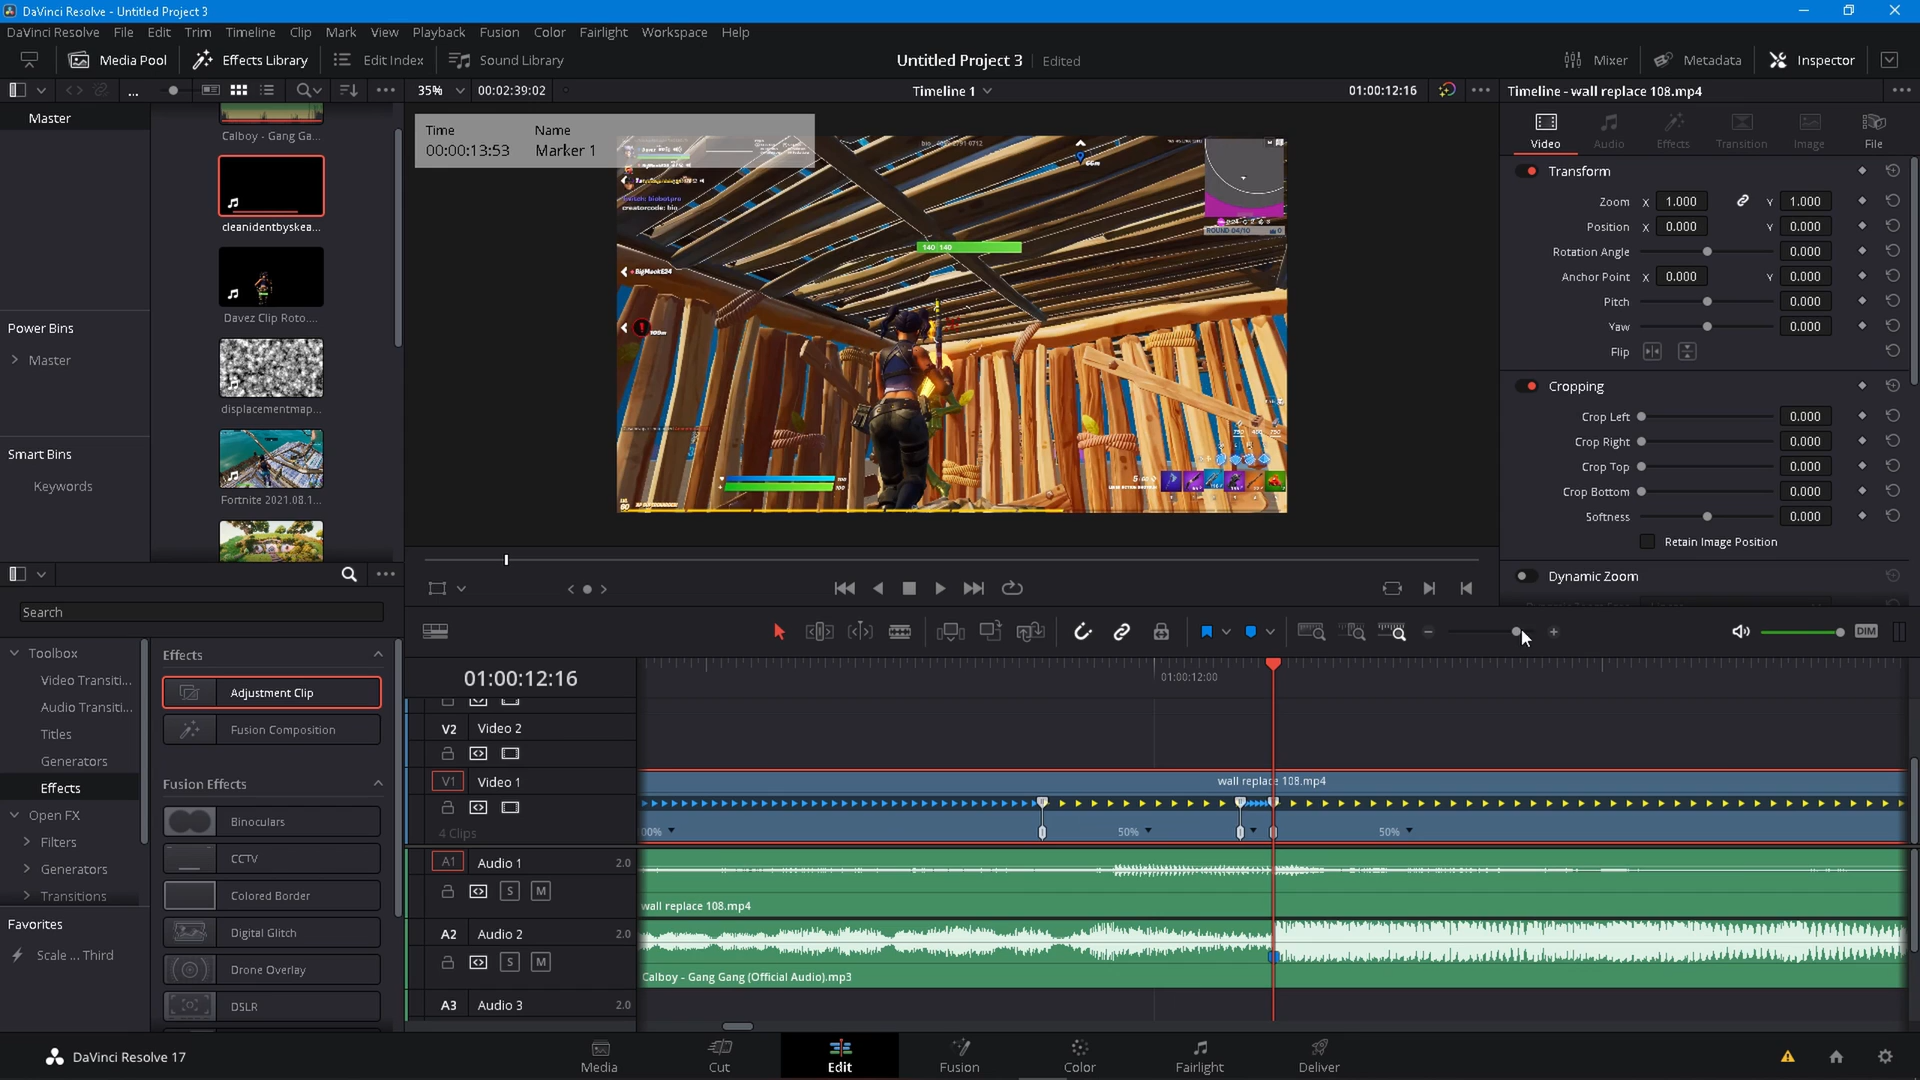 DaVinci Resolve - Untitled Project 3
DaVinci Resolve File Edit Trim Timeline Clip Mark View Playback Fusion Color Fairlight Workspace Help
Media Pool Effects Library Edit Index Sound Library Untitled Project 3 Edited Mixer Metadata Inspector
35% 00:02:39:02 Timeline 1 01:00:12:16 Timeline - wall replace 108.mp4
Master
Calboy - Gang Ga...
cleanidentbyskea...
Davez Clip Roto....
displacementmap...
Fortnite 2021.08.1...
Power Bins
Master
Smart Bins
Keywords
Time Name
00:00:13:53 Marker 1
creatorcode: bio
140 140
ROUND 04/10
BigMeekE24
Video Audio Effects Transition Image File
Transform
Zoom X 1.000 Y 1.000
Position X 0.000 Y 0.000
Rotation Angle 0.000
Anchor Point X 0.000 Y 0.000
Pitch 0.000
Yaw 0.000
Flip
Cropping
Crop Left 0.000
Crop Right 0.000
Crop Top 0.000
Crop Bottom 0.000
Softness 0.000
Retain Image Position
Dynamic Zoom
Search
Toolbox
Video Transiti...
Audio Transiti...
Titles
Generators
Effects
Open FX
Filters
Generators
Transitions
Favorites
Scale ... Third
Effects
Adjustment Clip
Fusion Composition
Fusion Effects
Binoculars
CCTV
Colored Border
Digital Glitch
Drone Overlay
DSLR
DIM
01:00:12:16
01:00:12:00
V2 Video 2
V1 Video 1
4 Clips
wall replace 108.mp4
00% 50% 50%
A1 Audio 1 2.0
S M
wall replace 108.mp4
A2 Audio 2 2.0
S M
Calboy - Gang Gang (Official Audio).mp3
A3 Audio 3 2.0
DaVinci Resolve 17
Media Cut Edit Fusion Color Fairlight Deliver